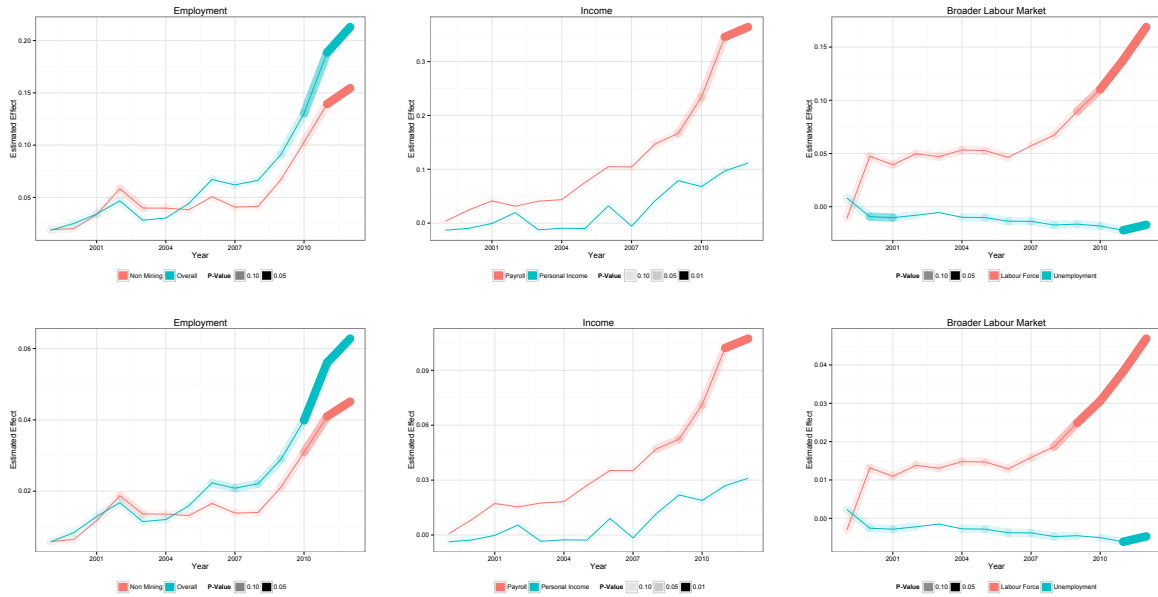 Employment
Estimated Effect
0.20
0.15
0.10
0.05
2001
2004
2007
2010
Year
Non Mining Overall P-Value 0.10 0.05
Income
Estimated Effect
0.3
0.2
0.1
0.0
2001
2004
2007
2010
Year
Payroll Personal Income P-Value 0.10 0.05 0.01
Broader Labour Market
Estimated Effect
0.15
0.10
0.05
0.00
2001
2004
2007
2010
Year
P-Value 0.10 0.05 Labour Force Unemployment
Employment
Estimated Effect
0.06
0.04
0.02
2001
2004
2007
2010
Year
Non Mining Overall P-Value 0.10 0.05
Income
Estimated Effect
0.09
0.06
0.03
0.00
2001
2004
2007
2010
Year
Payroll Personal Income P-Value 0.10 0.05 0.01
Broader Labour Market
Estimated Effect
0.04
0.03
0.02
0.01
0.00
2001
2004
2007
2010
Year
P-Value 0.10 0.05 Labour Force Unemployment